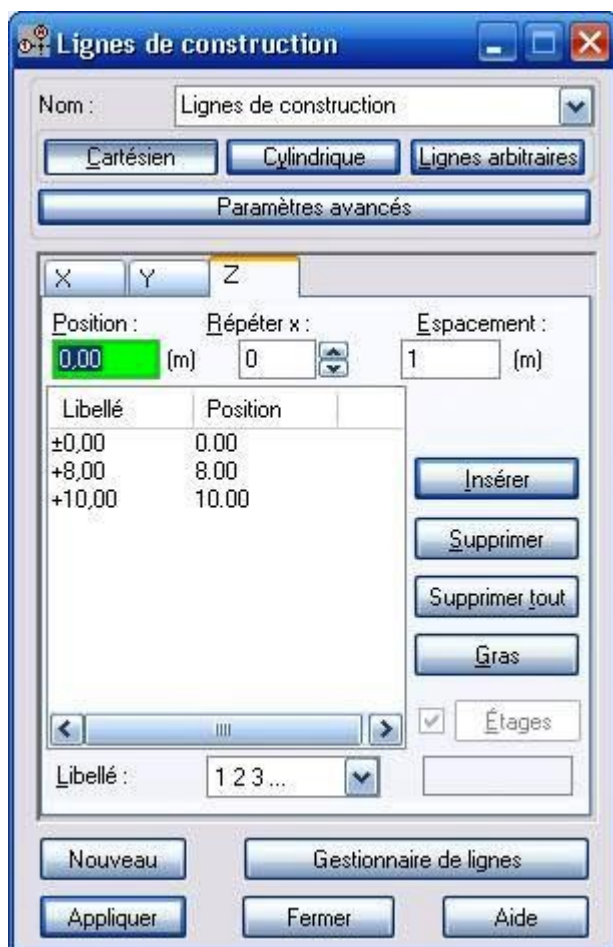 Lignes de construction
Nom : Lignes de construction
Cartésien Cylindrique Lignes arbitraires
Paramètres avancés
X Y Z
Position : Répéter x : Espacement :
0,00 (m) 0 1 (m)
Libellé Position
±0,00 0.00
+8,00 8.00
+10,00 10.00
Insérer
Supprimer
Supprimer tout
Gras
Étages
Libellé : 1 2 3 ...
Nouveau Gestionnaire de lignes
Appliquer Fermer Aide